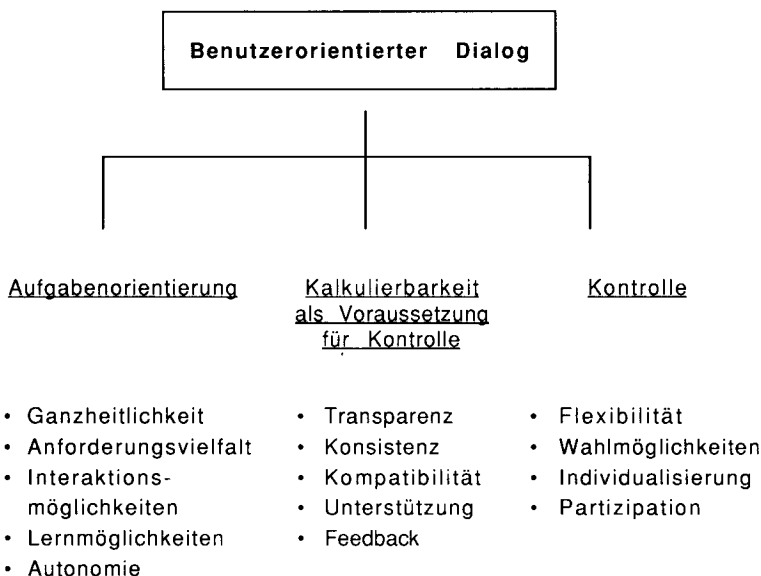 Benutzerorientierter Dialog
Aufgabenorientierung
Kalkulierbarkeit
als Voraussetzung
für Kontrolle
Kontrolle
• Ganzheitlichkeit
• Anforderungsvielfalt
• Interaktions-
möglichkeiten
• Lernmöglichkeiten
• Autonomie
• Transparenz
• Konsistenz
• Kompatibilität
• Unterstützung
• Feedback
• Flexibilität
• Wahlmöglichkeiten
• Individualisierung
• Partizipation